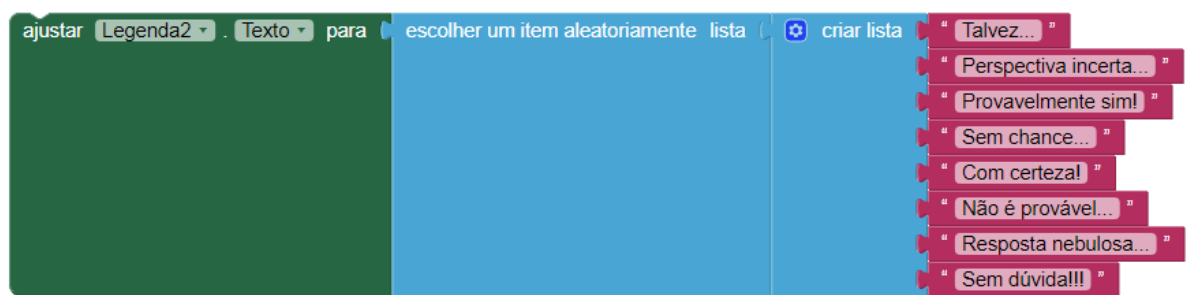 ajustar Legenda2 . Texto para escolher um item aleatoriamente lista criar lista " Talvez... "
" Perspectiva incerta... "
" Provavelmente sim! "
" Sem chance... "
" Com certeza! "
" Não é provável... "
" Resposta nebulosa... "
" Sem dúvida!!! "